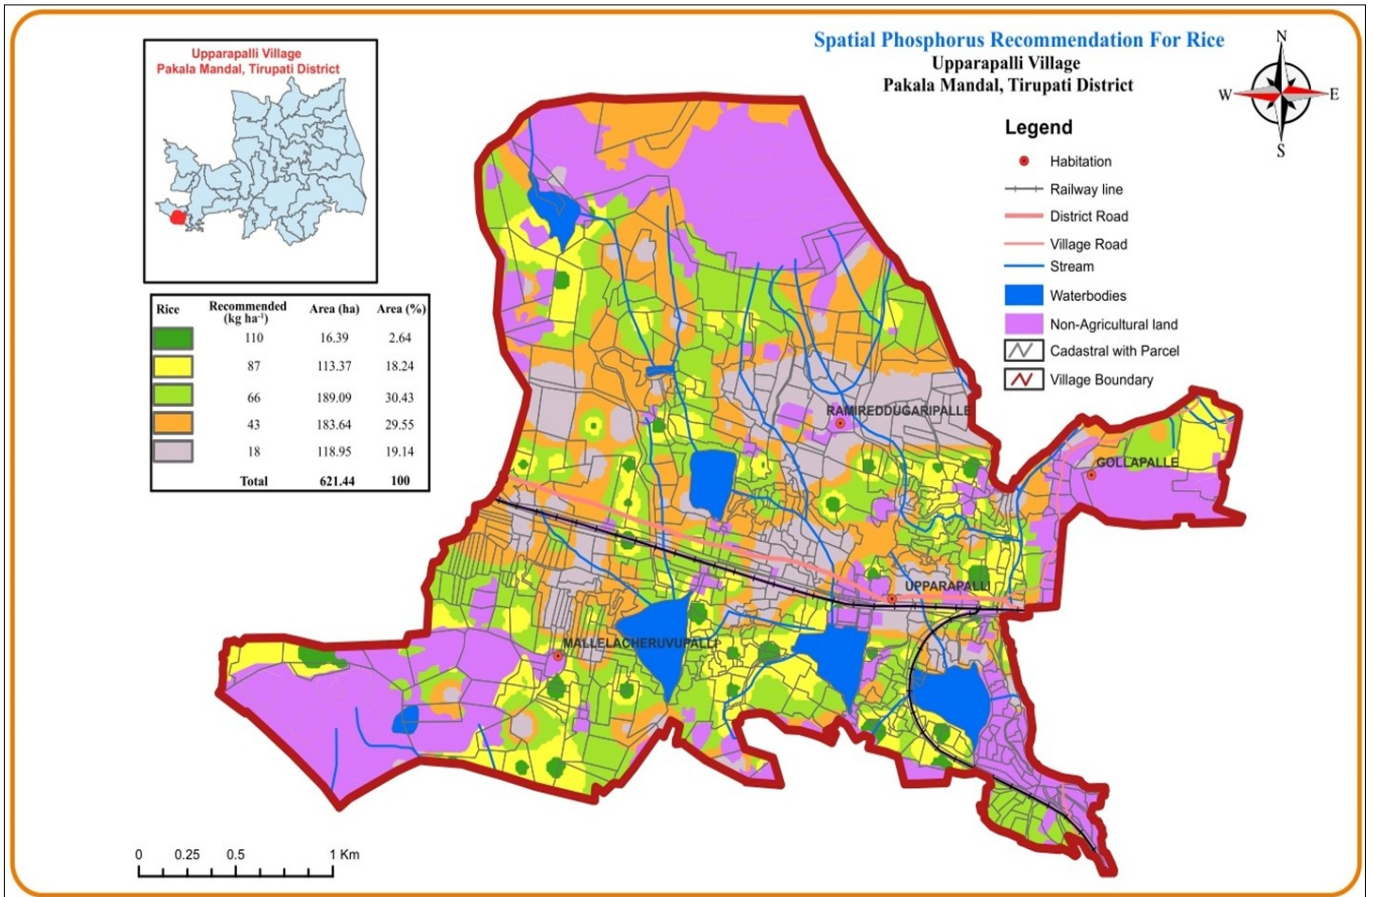 Upparapalli Village
Pakala Mandal, Tirupati District
Spatial Phosphorus Recommendation For Rice
Upparapalli Village
Pakala Mandal, Tirupati District
N
W E
S
Legend
Habitation
Railway line
District Road
Village Road
Stream
Waterbodies
Non-Agricultural land
Cadastral with Parcel
Village Boundary
Rice Recommended (kg ha⁻¹) Area (ha) Area (%)
110 16.39 2.64
87 113.37 18.24
66 189.09 30.43
43 183.64 29.55
18 118.95 19.14
Total 621.44 100
RAMIREDDUGARIPALLE
GOLLAPALLE
UPPARAPALLI
MALLELACHERUVUPALLI
0 0.25 0.5 1 Km